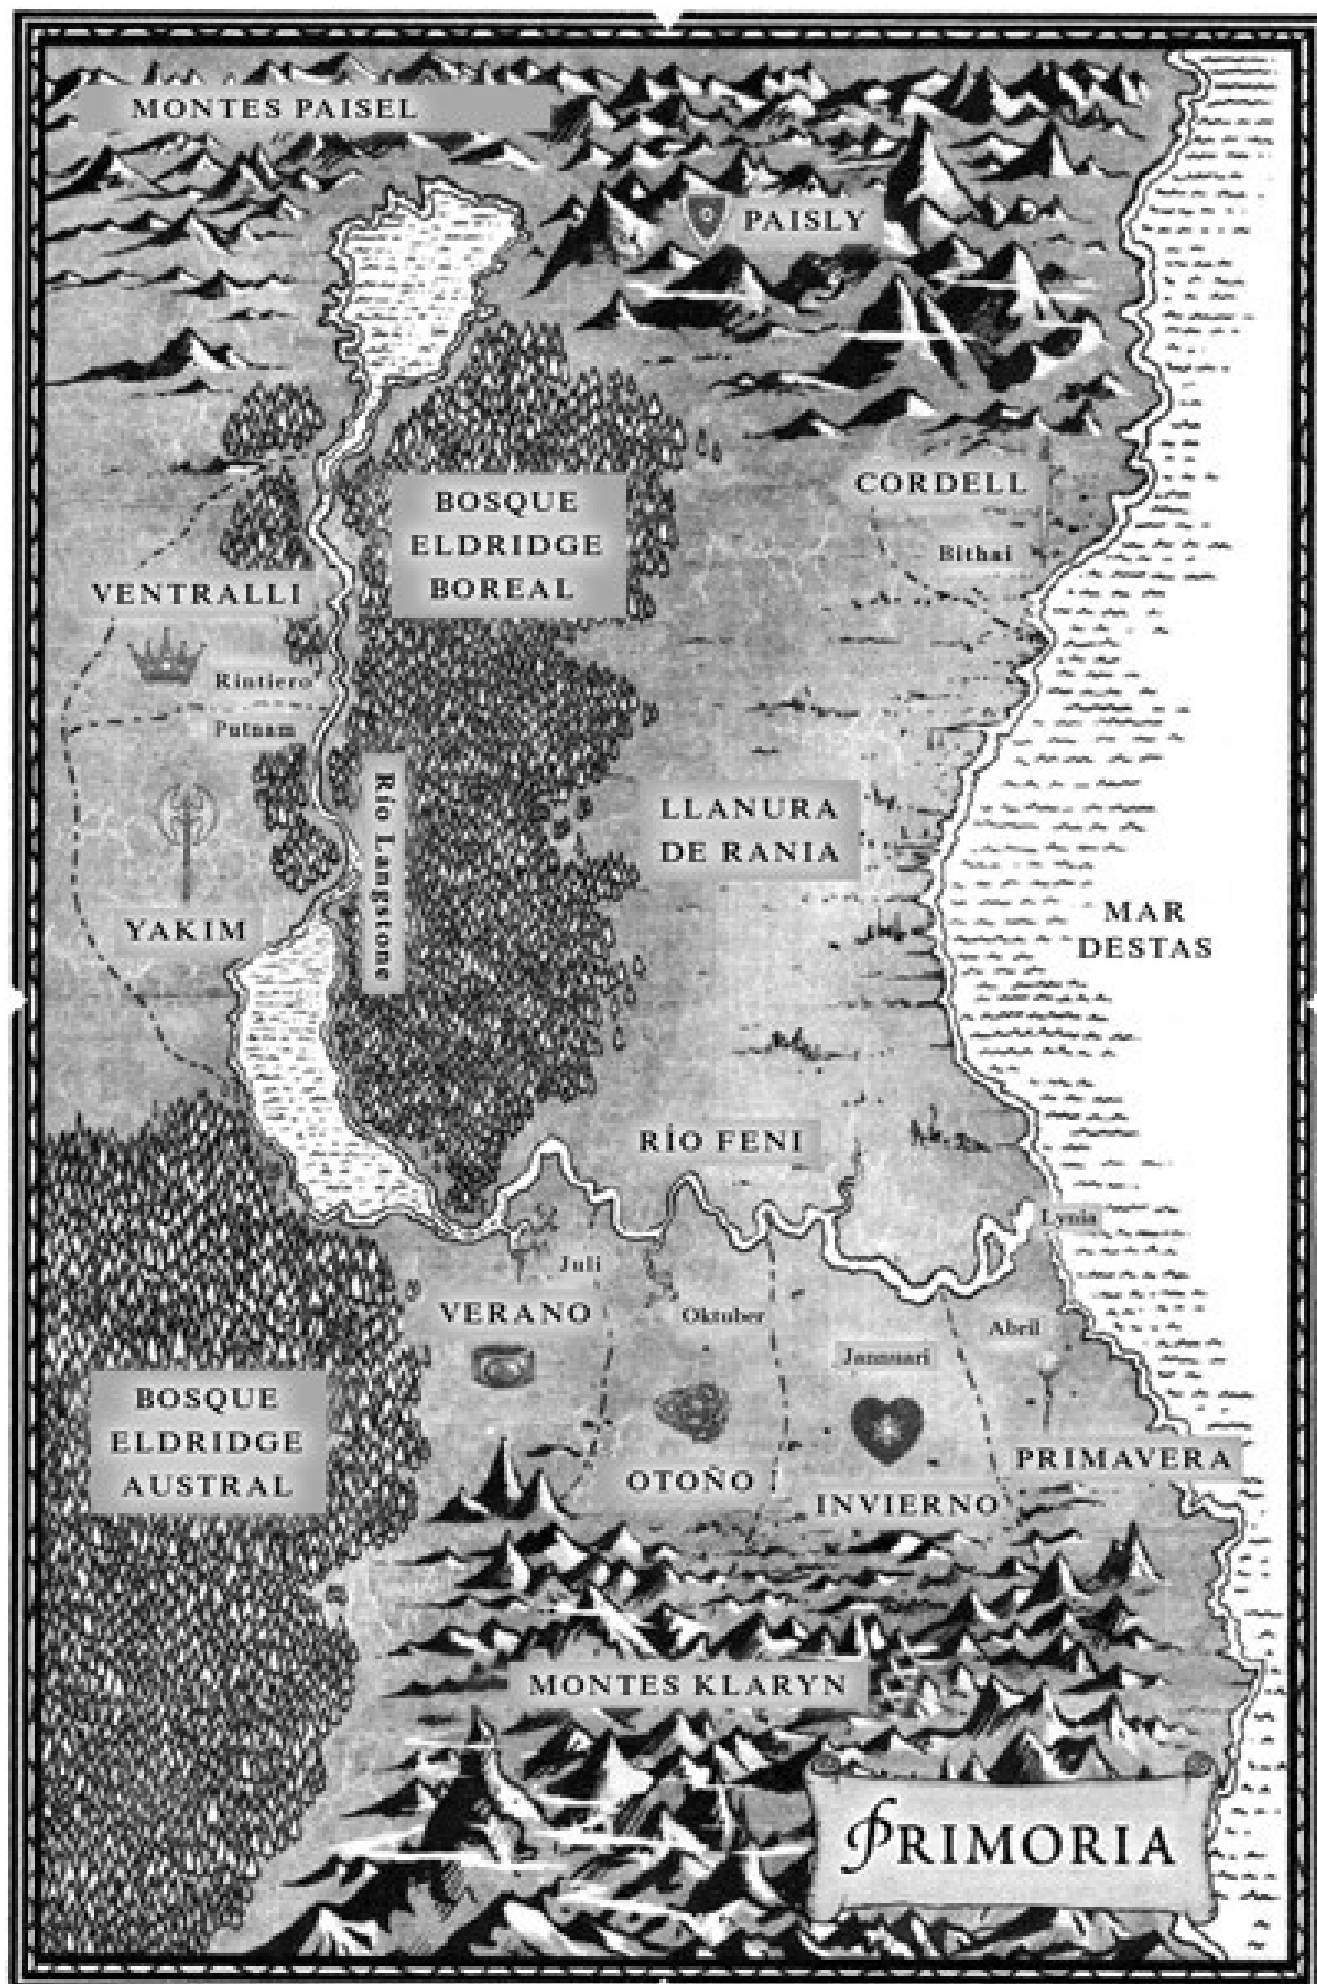 MONTES PAISEL
PAISLY
CORDELL
Bithai
BOSQUE
ELDRIDGE
BOREAL
VENTRALLI
Rintiero
Putnam
Río Langstone
LLANURA
DE RANIA
YAKIM
MAR
DESTAS
RÍO FENI
Lynia
Juli
VERANO
Oktuber
Abril
Jannuari
BOSQUE
ELDRIDGE
AUSTRAL
OTOÑO
INVIERNO
PRIMAVERA
MONTES KLARYN
PRIMORIA